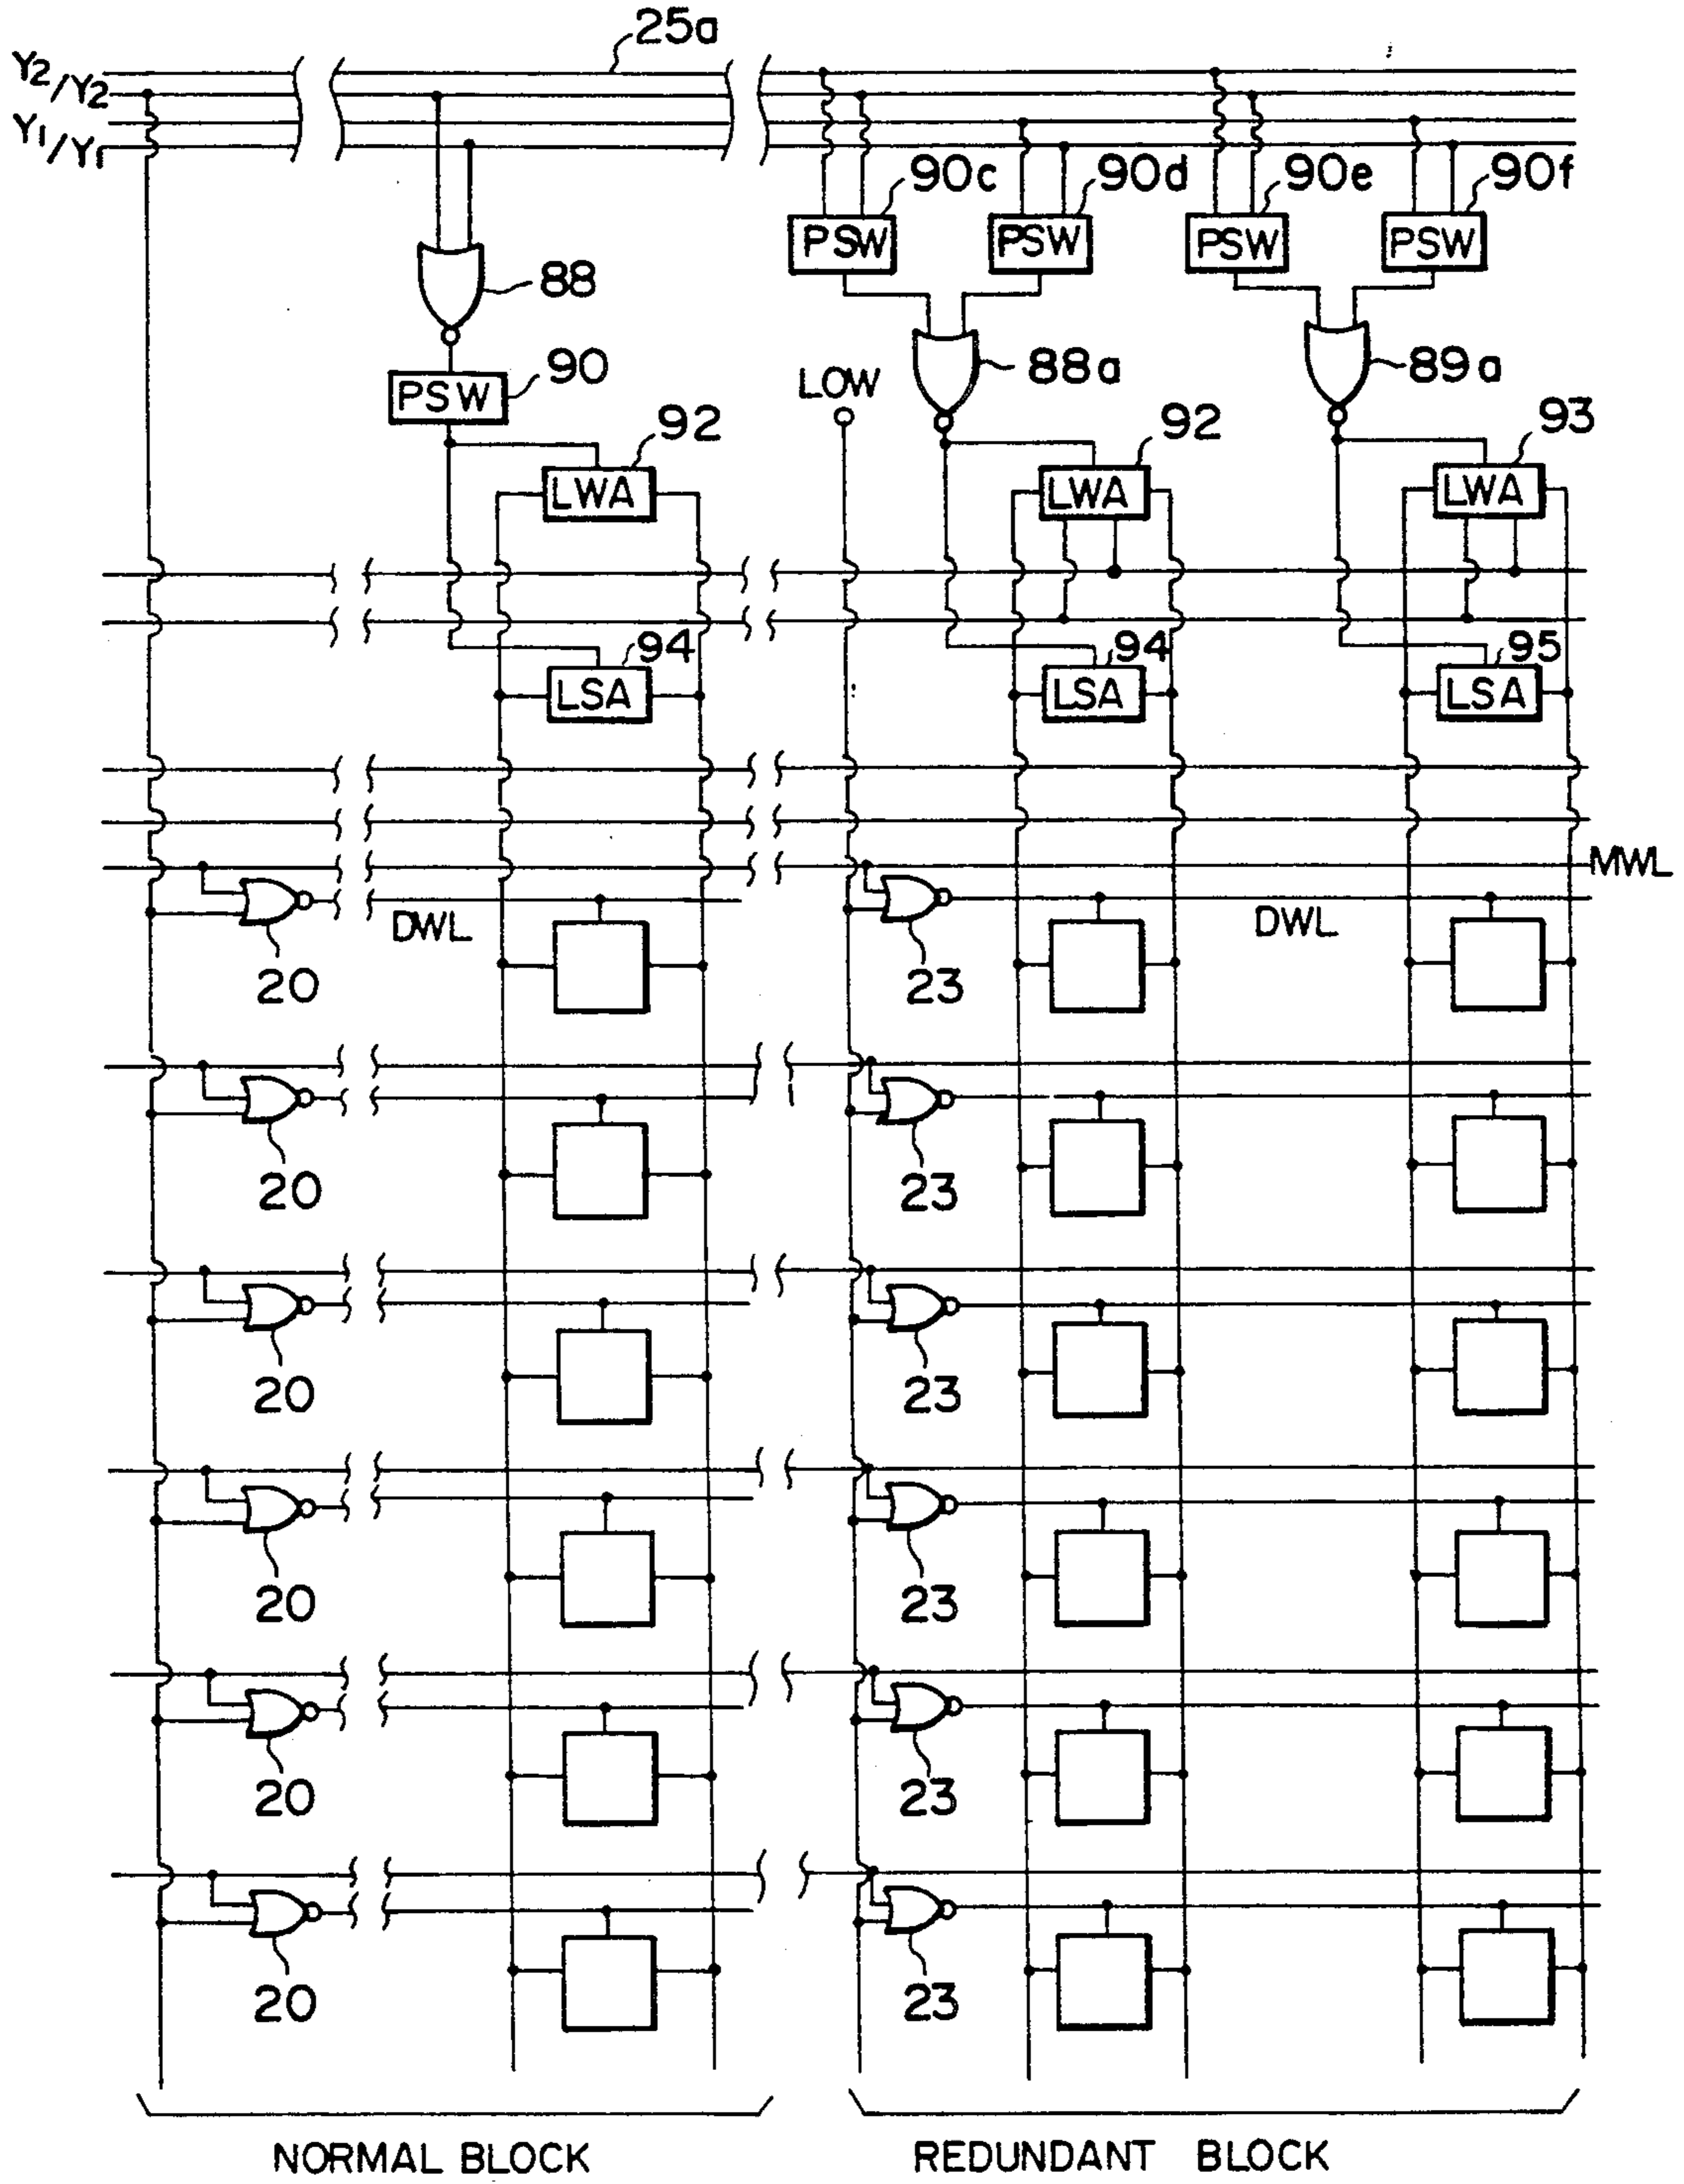 25a
Y2/Y2
Y1/Y1
90c 90d 90e 90f
PSW PSW PSW PSW
88
90
PSW
LOW
88a 89a
92 92 93
LWA LWA LWA
94 94 95
LSA LSA LSA
MWL
DWL DWL
20 23
20 23
20 23
20 23
20 23
20 23
NORMAL BLOCK REDUNDANT BLOCK